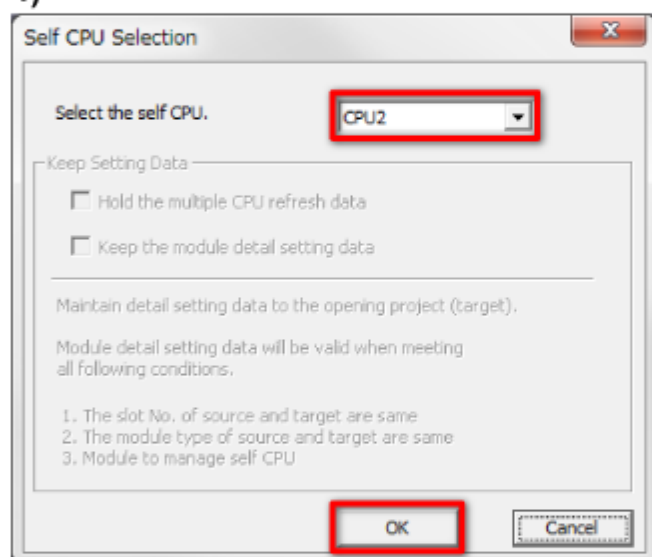 Self CPU Selection
Select the self CPU.
CPU2
Keep Setting Data
Hold the multiple CPU refresh data
Keep the module detail setting data
Maintain detail setting data to the opening project (target).
Module detail setting data will be valid when meeting
all following conditions.
1. The slot No. of source and target are same
2. The module type of source and target are same
3. Module to manage self CPU
OK
Cancel